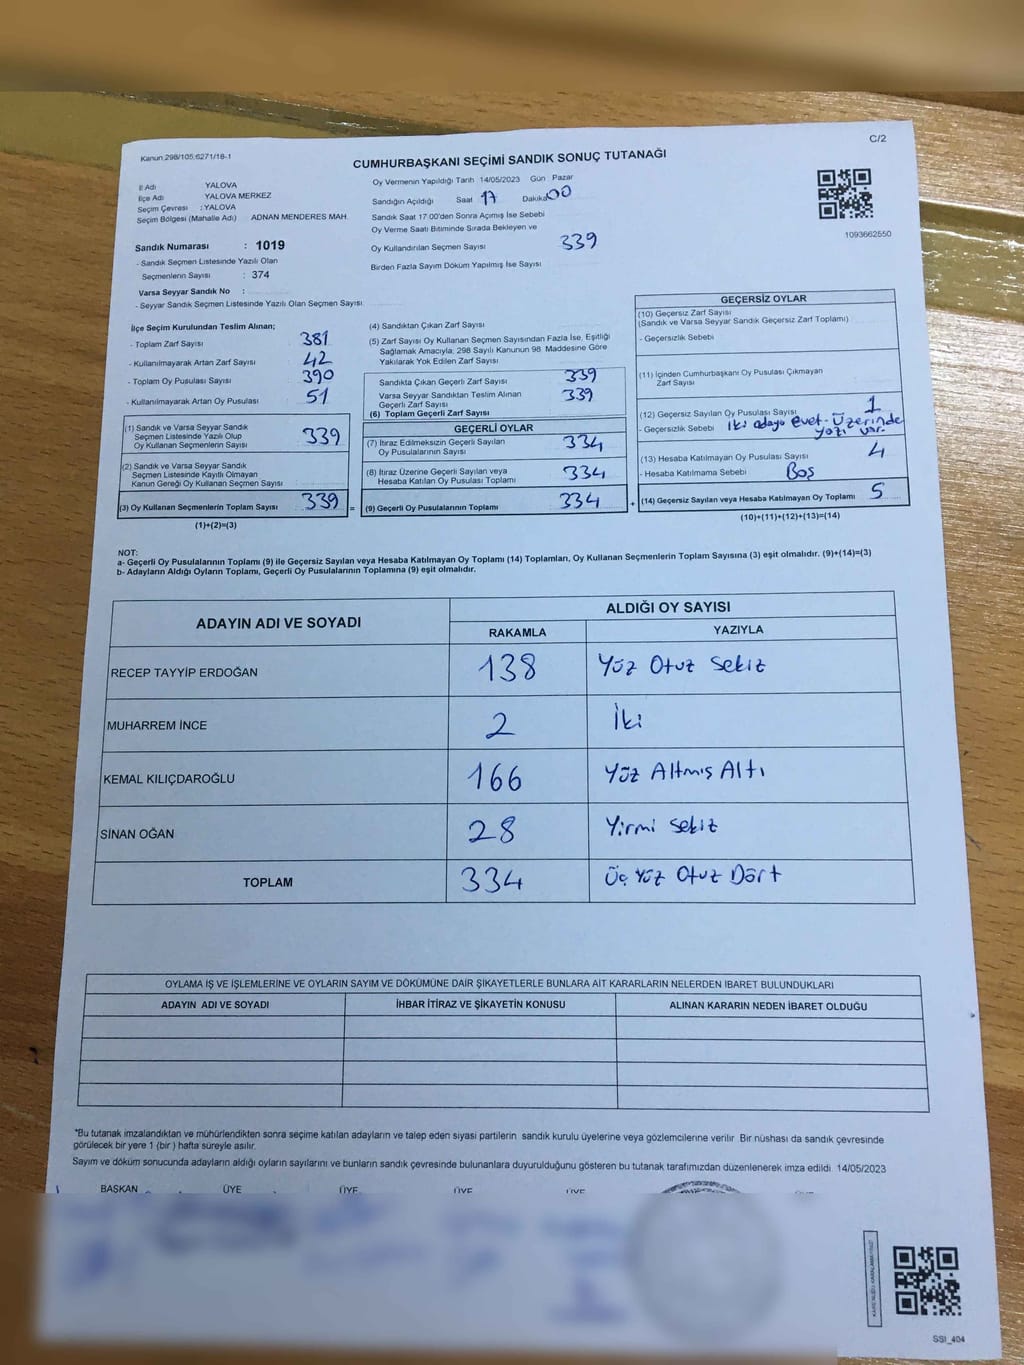 C/2
Kanun 298/105,6271/18-1
CUMHURBAŞKANI SEÇİMİ SANDIK SONUÇ TUTANAĞI
İl Adı YALOVA
İlçe Adı YALOVA MERKEZ
Seçim Çevresi : YALOVA
Seçim Bölgesi (Mahalle Adı) ADNAN MENDERES MAH.
Sandık Numarası : 1019
- Sandık Seçmen Listesinde Yazılı Olan
Seçmenlerin Sayısı : 374
Varsa Seyyar Sandık No :
- Seyyar Sandık Seçmen Listesinde Yazılı Olan Seçmen Sayısı
Oy Vermenin Yapıldığı Tarih 14/05/2023 Gün Pazar
Sandığın Açıldığı Saat 17 Dakika 00
Sandık Saat 17:00'den Sonra Açımış İse Sebebi
Oy Verme Saati Bitiminde Sırada Bekleyen ve
Oy Kullandırılan Seçmen Sayısı 339
Birden Fazla Sayım Döküm Yapılmış İse Sayısı
1093662550
İlçe Seçim Kurulundan Teslim Alınan;
- Toplam Zarf Sayısı 381
- Kullanılmayarak Artan Zarf Sayısı 42
- Toplam Oy Pusulası Sayısı 390
- Kullanılmayarak Artan Oy Pusulası 51
(1) Sandık ve Varsa Seyyar Sandık
Seçmen Listesinde Yazılı Olup
Oy Kullanan Seçmenlerin Sayısı 339
(2) Sandık ve Varsa Seyyar Sandık
Seçmen Listesinde Kayıtlı Olmayan
Kanun Gereği Oy Kullanan Seçmen Sayısı
(3) Oy Kullanan Seçmenlerin Toplam Sayısı 339 =
(1)+(2)=(3)
(4) Sandıktan Çıkan Zarf Sayısı
(5) Zarf Sayısı Oy Kullanan Seçmen Sayısından Fazla İse, Eşitliği
Sağlamak Amacıyla; 298 Sayılı Kanunun 98. Maddesine Göre
Yakılarak Yok Edilen Zarf Sayısı
Sandıkta Çıkan Geçerli Zarf Sayısı 339
Varsa Seyyar Sandıktan Teslim Alınan
Geçerli Zarf Sayısı 339
(6) Toplam Geçerli Zarf Sayısı
GEÇERLİ OYLAR
(7) İtiraz Edilmeksizin Geçerli Sayılan
Oy Pusulalarının Sayısı 334
(8) İtiraz Üzerine Geçerli Sayılan veya
Hesaba Katılan Oy Pusulası Toplamı 334
(9) Geçerli Oy Pusulalarının Toplamı 334 +
GEÇERSİZ OYLAR
(10) Geçersiz Zarf Sayısı
(Sandık ve Varsa Seyyar Sandık Geçersiz Zarf Toplamı)
- Geçersizlik Sebebi
(11) İçinden Cumhurbaşkanı Oy Pusulası Çıkmayan
Zarf Sayısı
(12) Geçersiz Sayılan Oy Pusulası Sayısı 1
- Geçersizlik Sebebi İki adaya evet - Üzerinde
yazı var.
(13) Hesaba Katılmayan Oy Pusulası Sayısı 4
- Hesaba Katılmama Sebebi Boş
(14) Geçersiz Sayılan veya Hesaba Katılmayan Oy Toplamı 5
(10)+(11)+(12)+(13)=(14)
NOT:
a- Geçerli Oy Pusulalarının Toplamı (9) ile Geçersiz Sayılan veya Hesaba Katılmayan Oy Toplamı (14) Toplamları, Oy Kullanan Seçmenlerin Toplam Sayısına (3) eşit olmalıdır. (9)+(14)=(3)
b- Adayların Aldığı Oyların Toplamı, Geçerli Oy Pusulalarının Toplamına (9) eşit olmalıdır.
ADAYIN ADI VE SOYADI ALDIĞI OY SAYISI
RAKAMLA YAZIYLA
RECEP TAYYİP ERDOĞAN 138 Yüz Otuz Sekiz
MUHARREM İNCE 2 İki
KEMAL KILIÇDAROĞLU 166 Yüz Altmış Altı
SİNAN OĞAN 28 Yirmi Sekiz
TOPLAM 334 Üç Yüz Otuz Dört
OYLAMA İŞ VE İŞLEMLERİNE VE OYLARIN SAYIM VE DÖKÜMÜNE DAİR ŞİKAYETLERLE BUNLARA AİT KARARLARIN NELERDEN İBARET BULUNDUKLARI
ADAYIN ADI VE SOYADI İHBAR İTİRAZ VE ŞİKAYETİN KONUSU ALINAN KARARIN NEDEN İBARET OLDUĞU
*Bu tutanak imzalandıktan ve mühürlendikten sonra seçime katılan adayların ve talep eden siyasi partilerin sandık kurulu üyelerine veya gözlemcilerine verilir. Bir nüshası da sandık çevresinde
görülecek bir yere 1 (bir) hafta süreyle asılır.
Sayım ve döküm sonucunda adayların aldığı oyların sayılarını ve bunların sandık çevresinde bulunanlara duyurulduğunu gösteren bu tutanak tarafımızdan düzenlenerek imza edildi. 14/05/2023
BAŞKAN ÜYE ÜYE ÜYE ÜYE
SSI_404